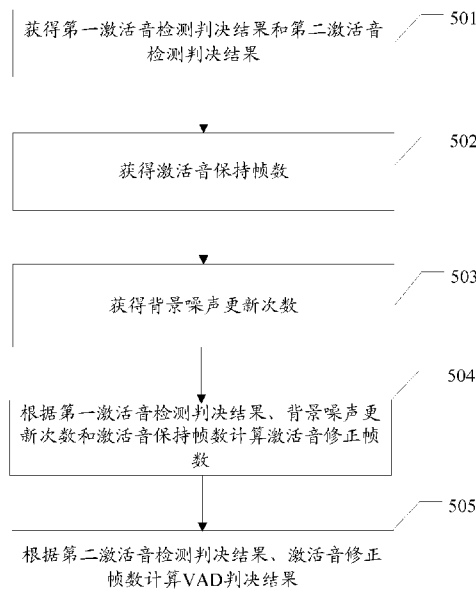 获得第一激活音检测判决结果和第二激活音
检测判决结果
501
获得激活音保持帧数
502
获得背景噪声更新次数
503
根据第一激活音检测判决结果、背景噪声更
新次数和激活音保持帧数计算激活音修正帧
数
504
根据第二激活音检测判决结果、激活音修正
帧数计算VAD判决结果
505